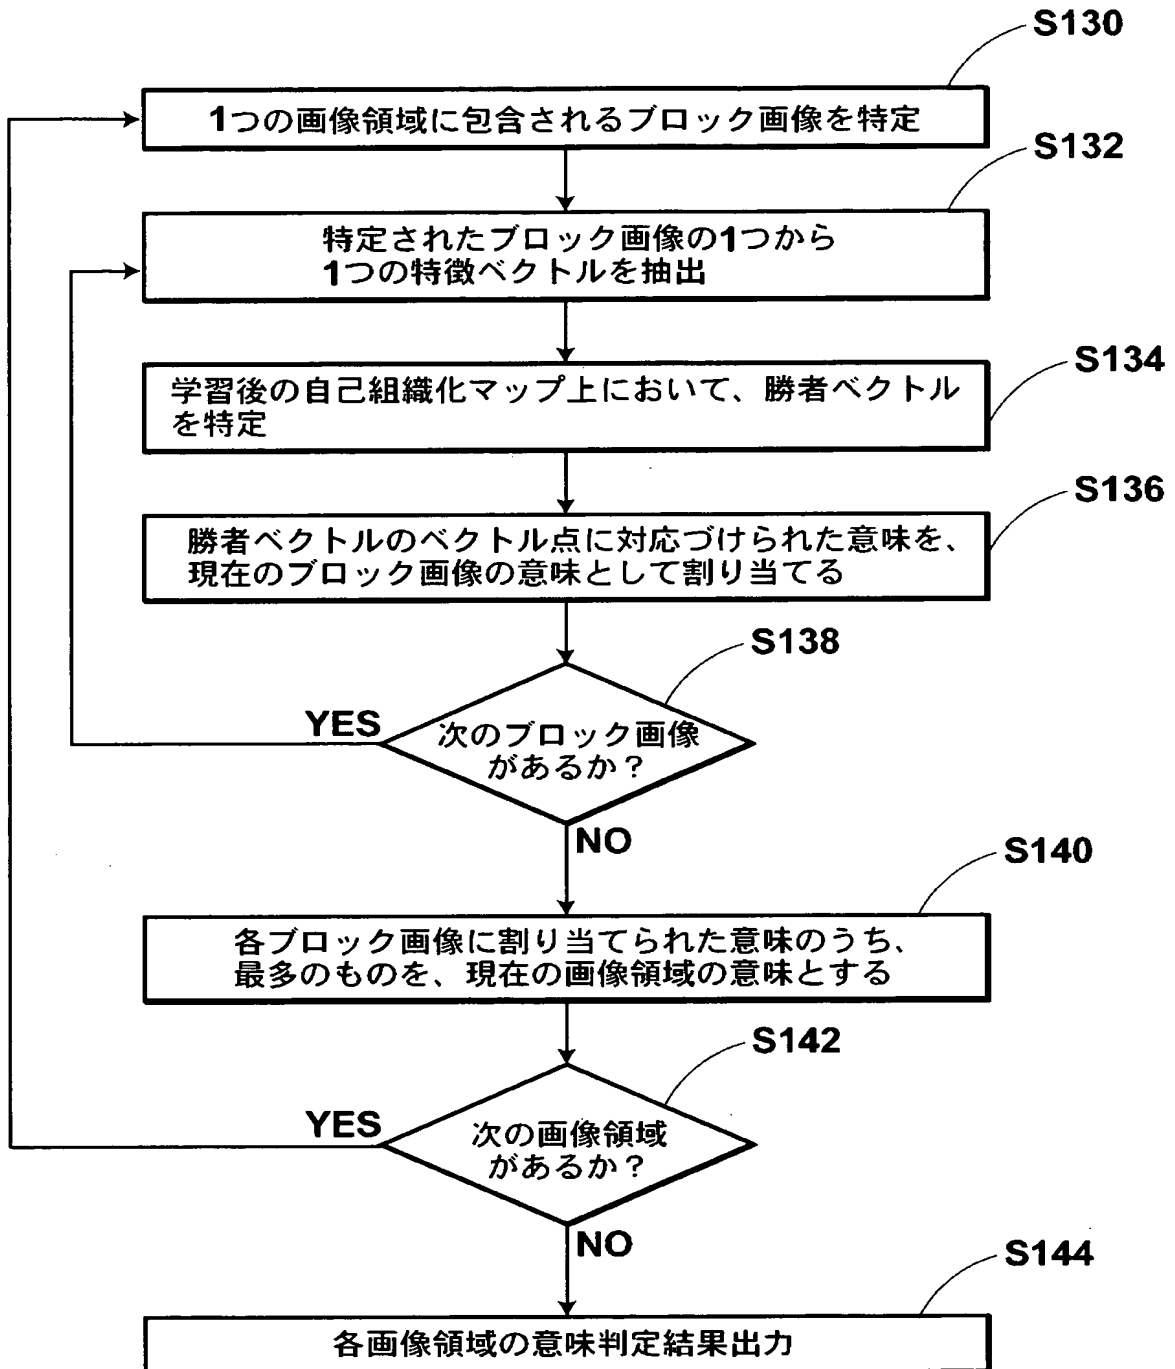 S130
1つの画像領域に包含されるブロック画像を特定
S132
特定されたブロック画像の1つから
1つの特徴ベクトルを抽出
S134
学習後の自己組織化マップ上において、勝者ベクトル
を特定
S136
勝者ベクトルのベクトル点に対応づけられた意味を、
現在のブロック画像の意味として割り当てる
S138
YES
次のブロック画像
があるか？
NO
S140
各ブロック画像に割り当てられた意味のうち、
最多のものを、現在の画像領域の意味とする
S142
YES
次の画像領域
があるか？
NO
S144
各画像領域の意味判定結果出力